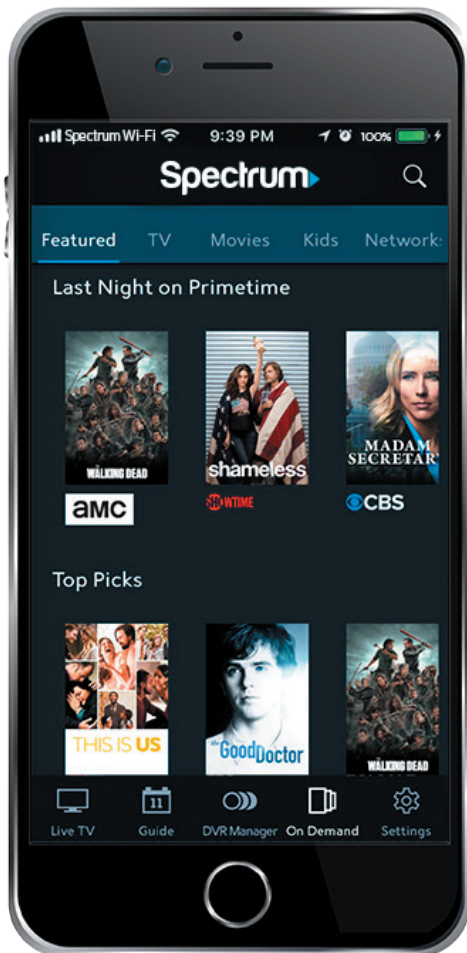 Spectrum Wi-Fi 9:39 PM 100%
Spectrum
Featured TV Movies Kids Network
Last Night on Primetime
THE WALKING DEAD
shameless
MADAM
SECRETAR
aMC
SHOWTIME
CBS
Top Picks
THIS IS US
the Good Doctor
THE WALKING DEAD
11
Live TV Guide DVR Manager On Demand Settings